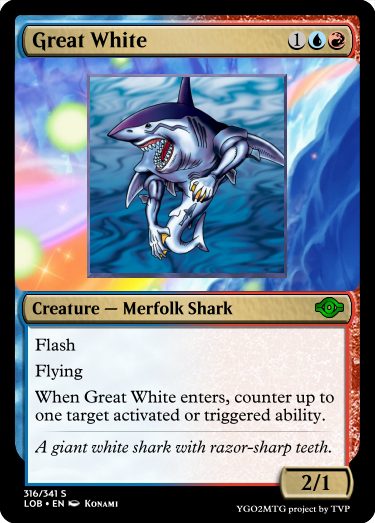 Great White 1
Creature — Merfolk Shark
Flash
Flying
When Great White enters, counter up to
one target activated or triggered ability.
A giant white shark with razor-sharp teeth.
2/1
316/341 S
LOB • EN Konami
YGO2MTG project by TVP